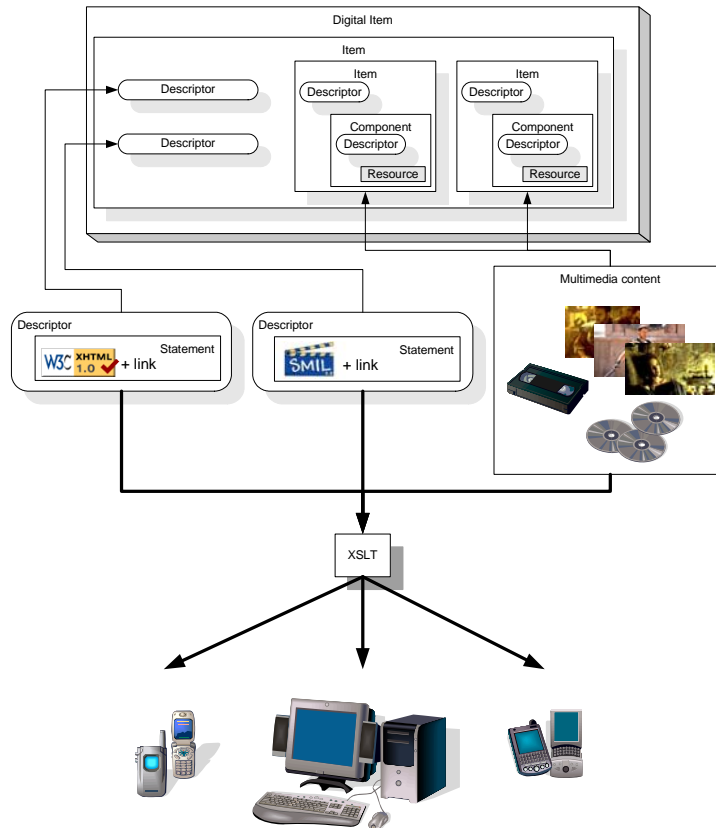 Digital Item
Item
Descriptor
Descriptor
Item
Descriptor
Component
Descriptor
Resource
Item
Descriptor
Component
Descriptor
Resource
Multimedia content
Descriptor
Statement
W3C XHTML 1.0 + link
Descriptor
Statement
SMIL + link
XSLT